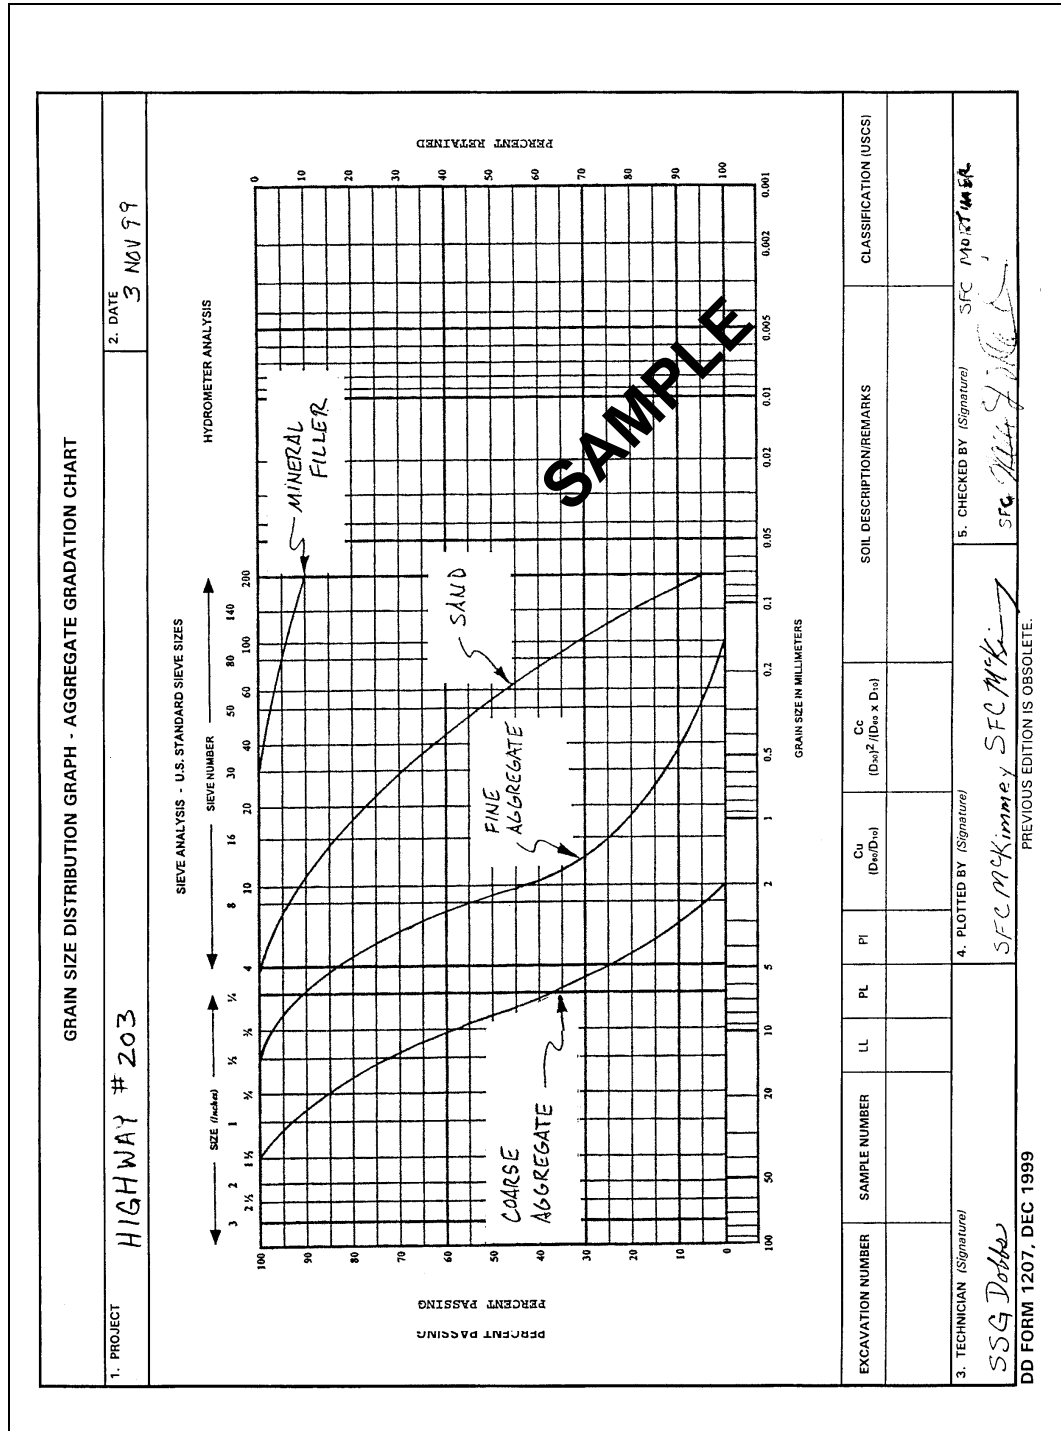 GRAIN SIZE DISTRIBUTION GRAPH - AGGREGATE GRADATION CHART
1. PROJECT
HIGHWAY # 203
2. DATE
3 NOV 99
SIEVE ANALYSIS - U.S. STANDARD SIEVE SIZES
HYDROMETER ANALYSIS
SIZE (Inches)
SIEVE NUMBER
3 2 ½ 2 1 ½ 1 ¾ ½ ⅜ ¼ 4 8 10 16 20 30 40 50 60 80 100 140 200
PERCENT PASSING
PERCENT PASSING
100 90 80 70 60 50 40 30 20 10 0
PERCENT RETAINED
0 10 20 30 40 50 60 70 80 90 100
MINERAL
FILLER
SAND
FINE
AGGREGATE
COARSE
AGGREGATE
SAMPLE
100 50 20 10 5 2 1 0.5 0.2 0.1 0.05 0.02 0.01 0.005 0.002 0.001
GRAIN SIZE IN MILLIMETERS
EXCAVATION NUMBER
SAMPLE NUMBER
LL
PL
PI
Cu
(D60/D10)
Cc
(D30)²/(D60 x D10)
SOIL DESCRIPTION/REMARKS
CLASSIFICATION (USCS)
3. TECHNICIAN (Signature)
SSG Dobbs
4. PLOTTED BY (Signature)
SFC McKimmey SFC
5. CHECKED BY (Signature)
SFC MORTIMER
SFC
DD FORM 1207, DEC 1999
PREVIOUS EDITION IS OBSOLETE.